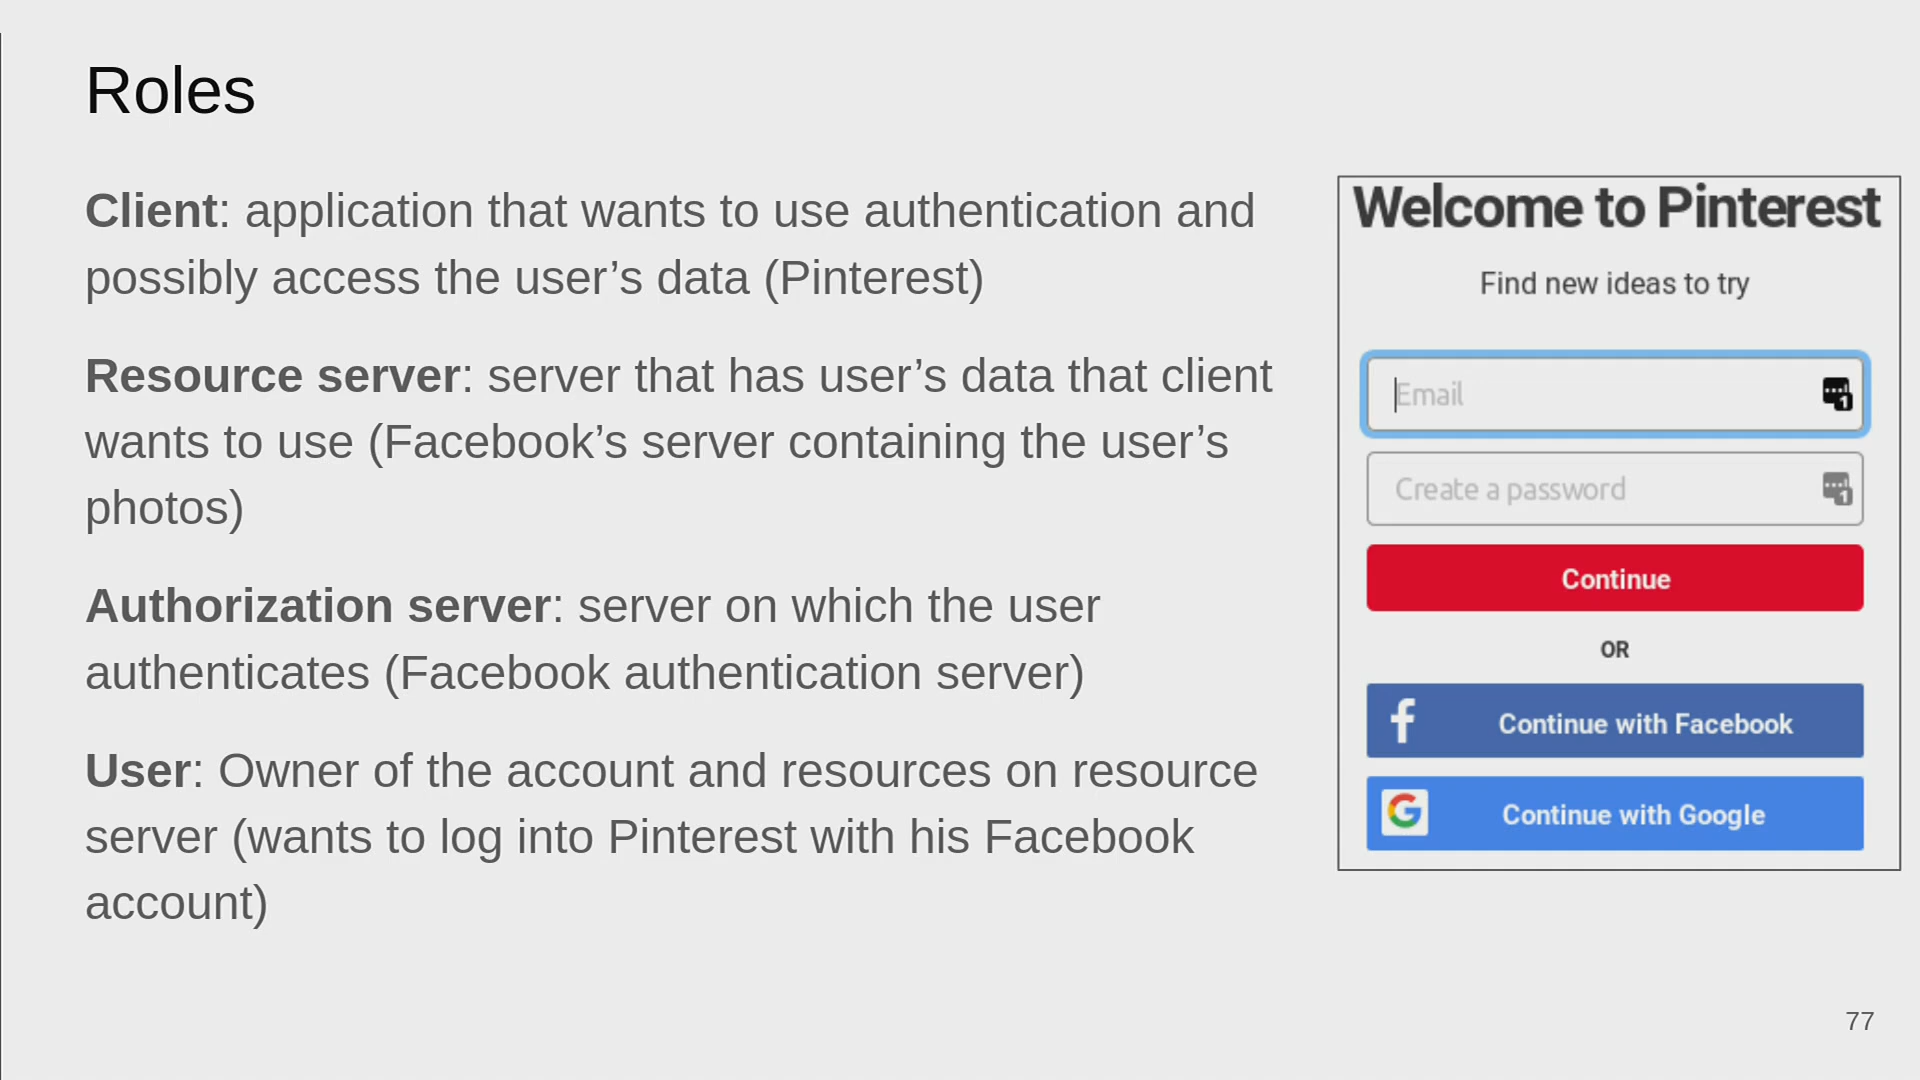 Roles
Client: application that wants to use authentication and
possibly access the user’s data (Pinterest)
Resource server: server that has user’s data that client
wants to use (Facebook’s server containing the user’s
photos)
Authorization server: server on which the user
authenticates (Facebook authentication server)
User: Owner of the account and resources on resource
server (wants to log into Pinterest with his Facebook
account)
Welcome to Pinterest
Find new ideas to try
Email
1
Create a password
1
Continue
OR
f
Continue with Facebook
G
Continue with Google
77